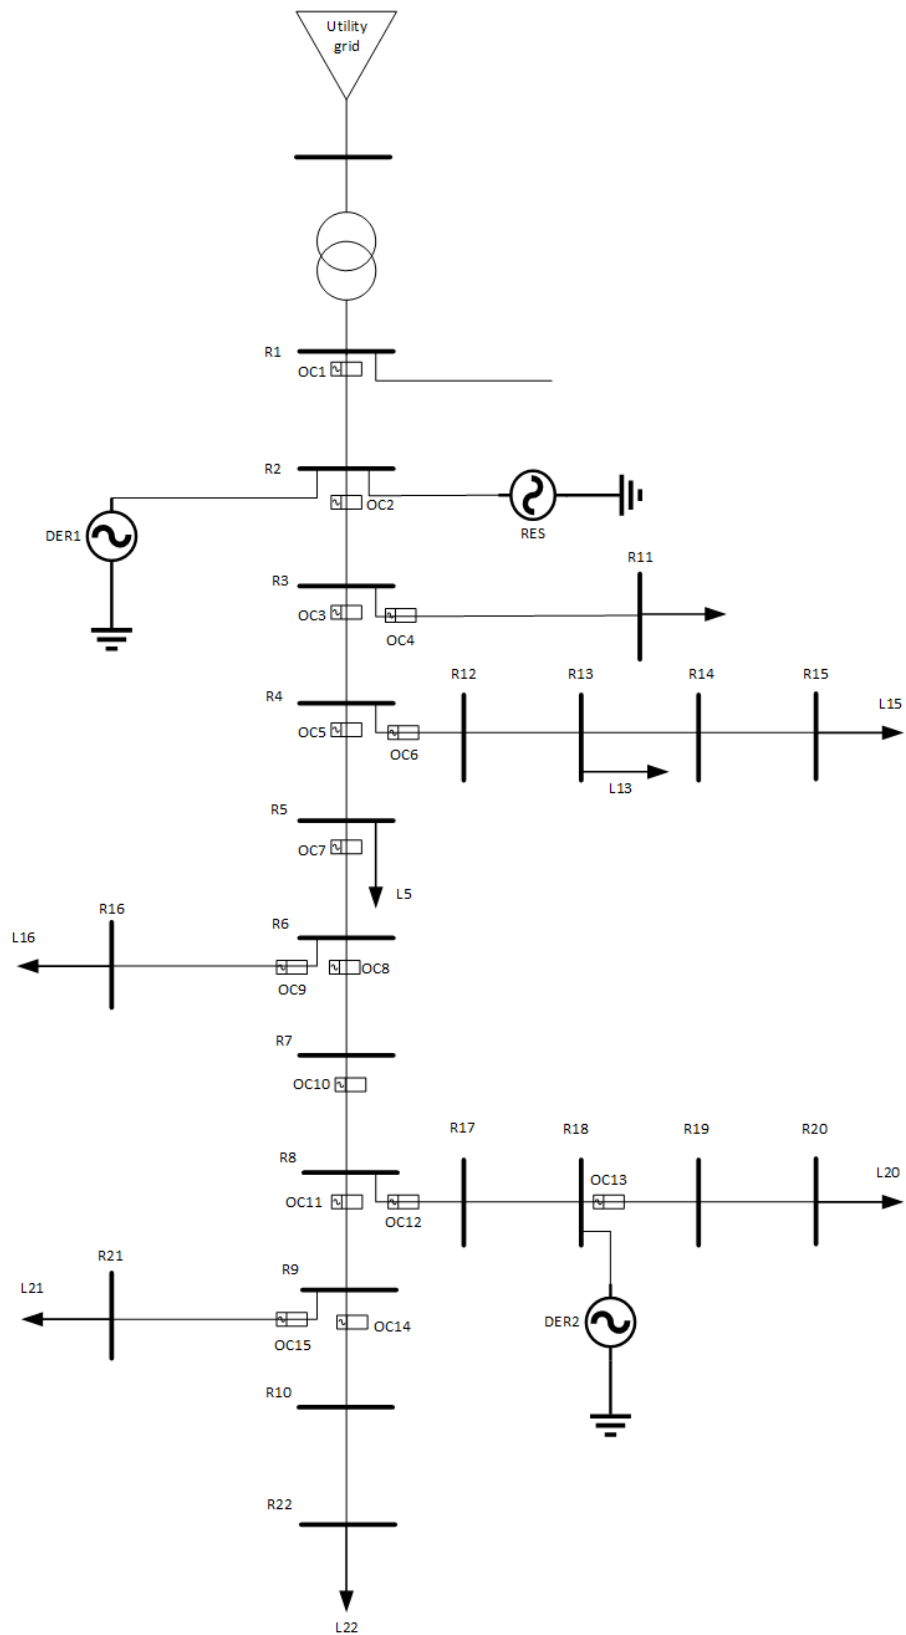 Utility
grid
R1
OC1
R2
OC2
DER1
RES
R3
R11
OC3
OC4
R4
R12
R13
R14
R15
L15
OC5
OC6
L13
R5
OC7
L5
R16
R6
L16
OC9
OC8
R7
OC10
R17
R18
R19
R20
R8
OC13
L20
OC11
OC12
R21
R9
L21
DER2
OC15
OC14
R10
R22
L22